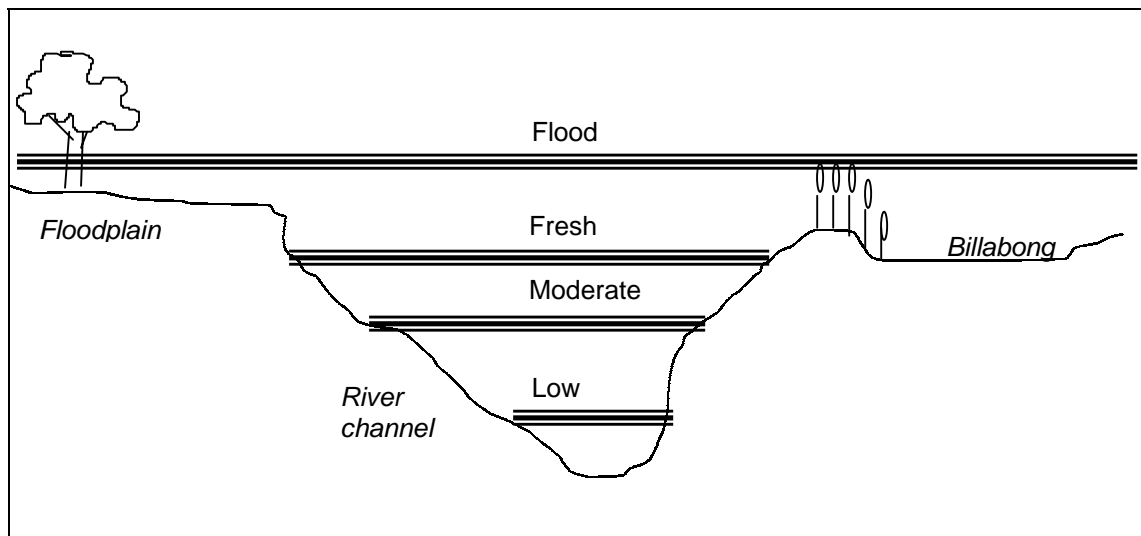 Flood
Floodplain
Fresh
Billabong
Moderate
Low
River
channel